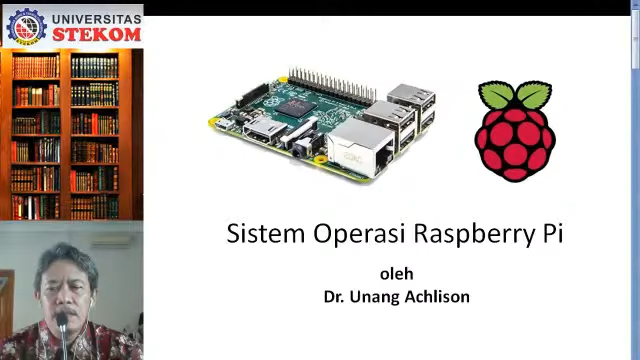 UNIVERSITAS
STEKOM
Sistem Operasi Raspberry Pi
oleh
Dr. Unang Achlison